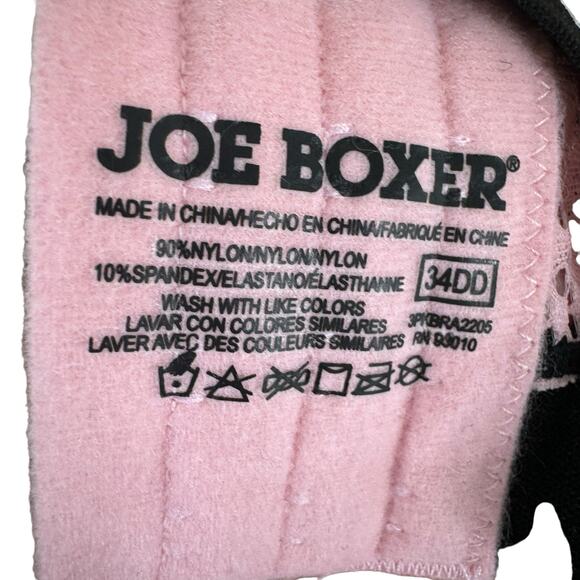 JOE BOXER®
MADE IN CHINA/HECHO EN CHINA/FABRIQUÉ EN CHINE
90%NYLON/NYLON/NYLON
10%SPANDEX/ELASTANO/ÉLASTHANNE
34DD
WASH WITH LIKE COLORS
LAVAR CON COLORES SIMILARES
3PKBRA2205
LAVER AVEC DES COULEURS SIMILAIRES
RN 93010